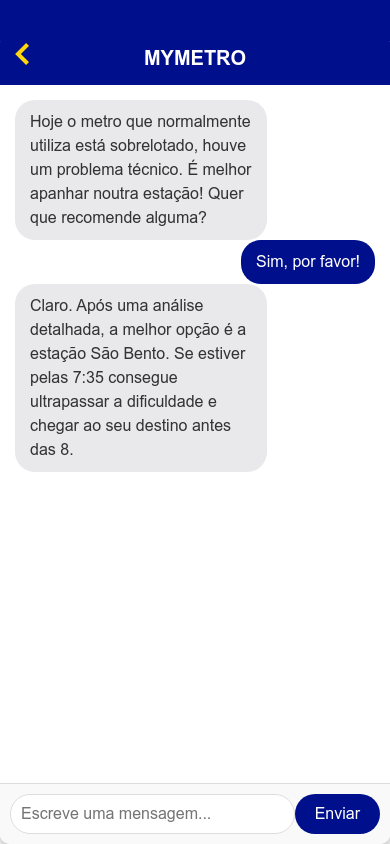 MYMETRO
Hoje o metro que normalmente
utiliza está sobrelotado, houve
um problema técnico. É melhor
apanhar noutra estação! Quer
que recomende alguma?
Sim, por favor!
Claro. Após uma análise
detalhada, a melhor opção é a
estação São Bento. Se estiver
pelas 7:35 consegue
ultrapassar a dificuldade e
chegar ao seu destino antes
das 8.
Escreve uma mensagem...
Enviar